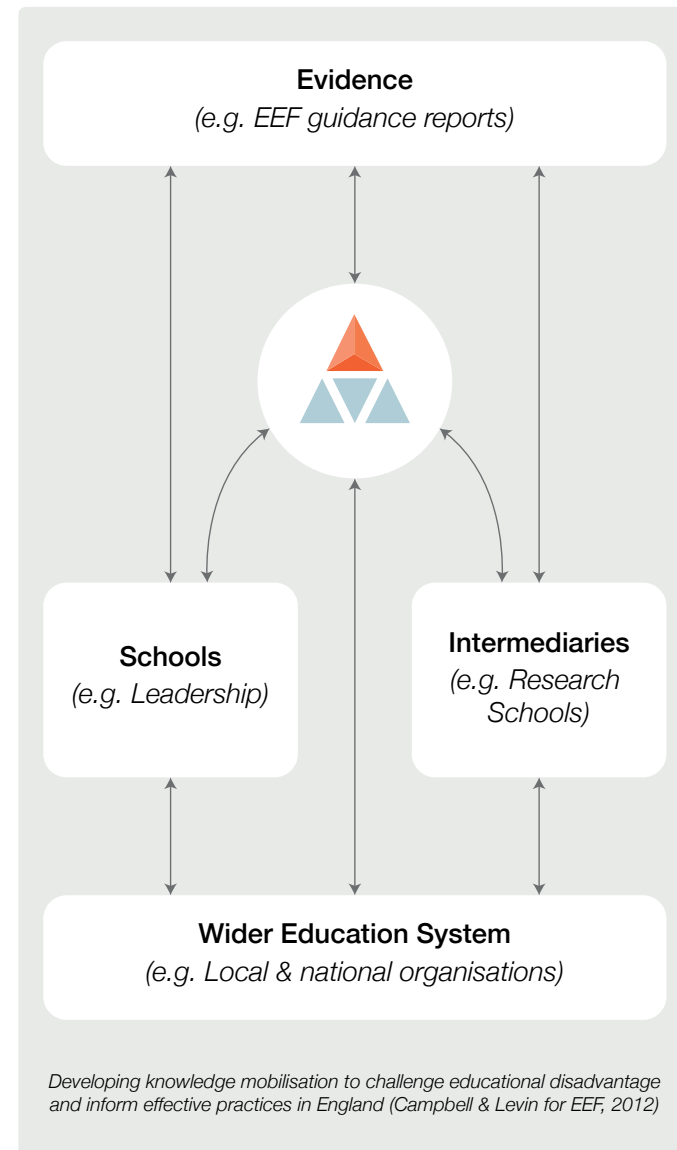 Evidence
(e.g. EEF guidance reports)
Schools
(e.g. Leadership)
Intermediaries
(e.g. Research
Schools)
Wider Education System
(e.g. Local & national organisations)
Developing knowledge mobilisation to challenge educational disadvantage
and inform effective practices in England (Campbell & Levin for EEF, 2012)